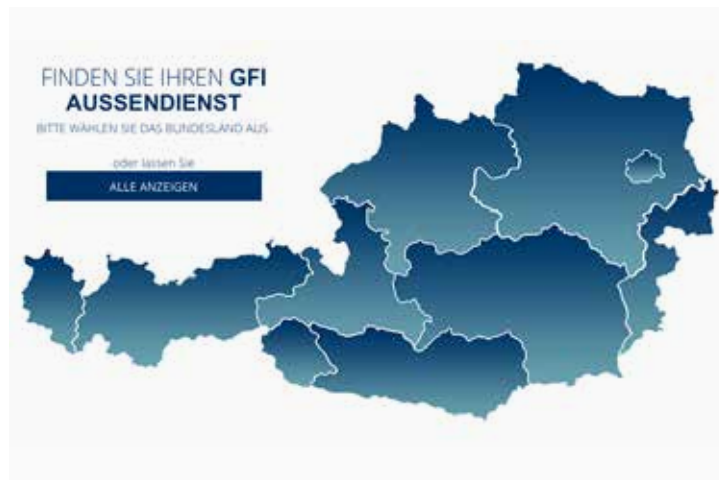 FINDEN SIE IHREN GFI
AUSSENDIENST
BITTE WÄHLEN SIE DAS BUNDESLAND AUS
oder lassen Sie
ALLE ANZEIGEN